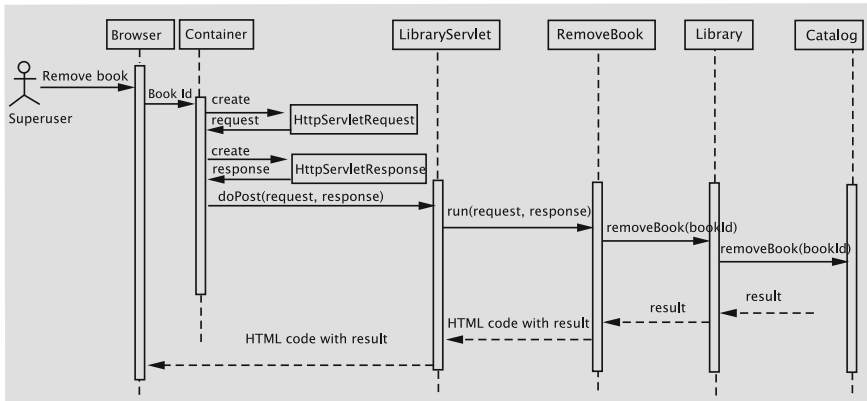 Browser
Container
LibraryServlet
RemoveBook
Library
Catalog
Remove book
Superuser
Book Id
create
request
HttpServletRequest
create
response
HttpServletResponse
doPost(request, response)
run(request, response)
removeBook(bookId)
removeBook(bookId)
result
result
HTML code with result
HTML code with result